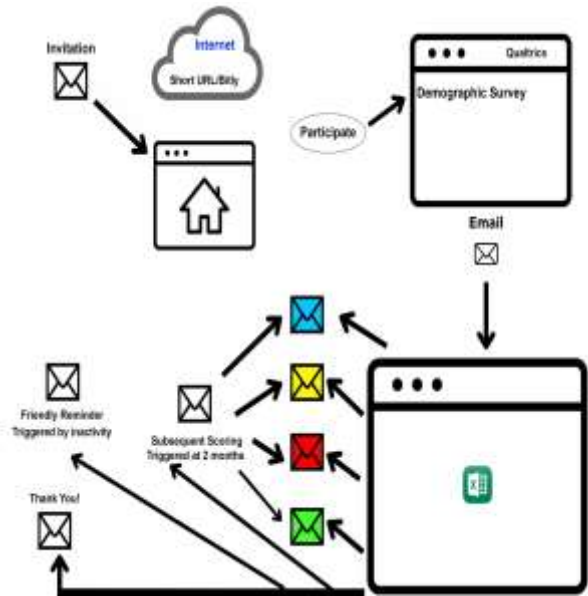 Invitation
Internet
Short URL/Bitly
Qualtrics
Demographic Survey
Participate
Email
Friendly Reminder
Triggered by inactivity
Subsequent Scoring
Triggered at 2 months
Thank You!
X